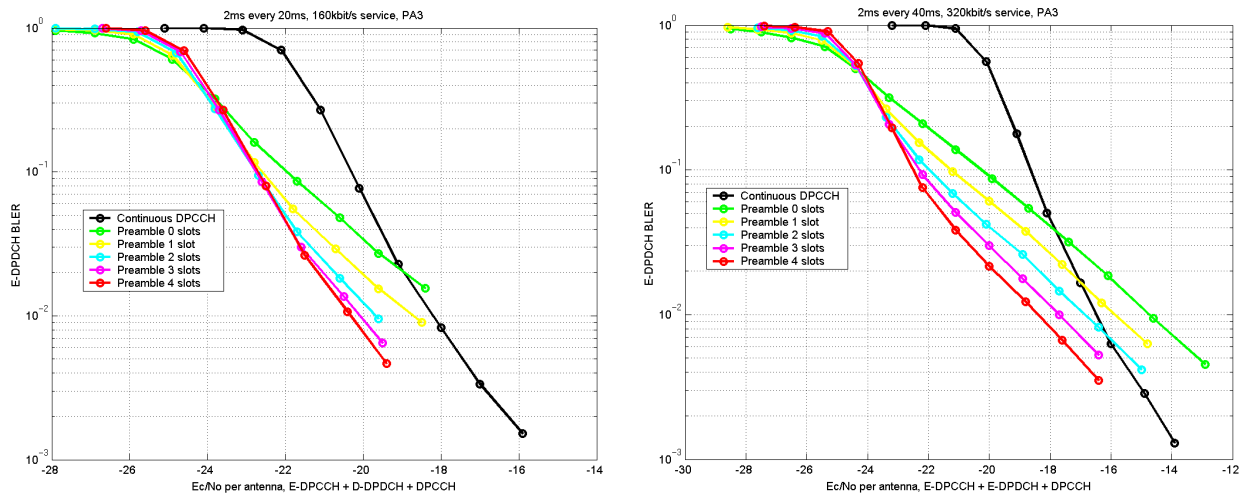 2ms every 20ms, 160kbit/s service, PA3
10^0
10^-1
10^-2
10^-3
E-DPDCH BLER
Continuous DPCCH
Preamble 0 slots
Preamble 1 slot
Preamble 2 slots
Preamble 3 slots
Preamble 4 slots
-28 -26 -24 -22 -20 -18 -16 -14
Ec/No per antenna, E-DPCCH + D-DPDCH + DPCCH
2ms every 40ms, 320kbit/s service, PA3
10^0
10^-1
10^-2
10^-3
E-DPDCH BLER
Continuous DPCCH
Preamble 0 slots
Preamble 1 slot
Preamble 2 slots
Preamble 3 slots
Preamble 4 slots
-30 -28 -26 -24 -22 -20 -18 -16 -14 -12
Ec/No per antenna, E-DPCCH + E-DPDCH + DPCCH